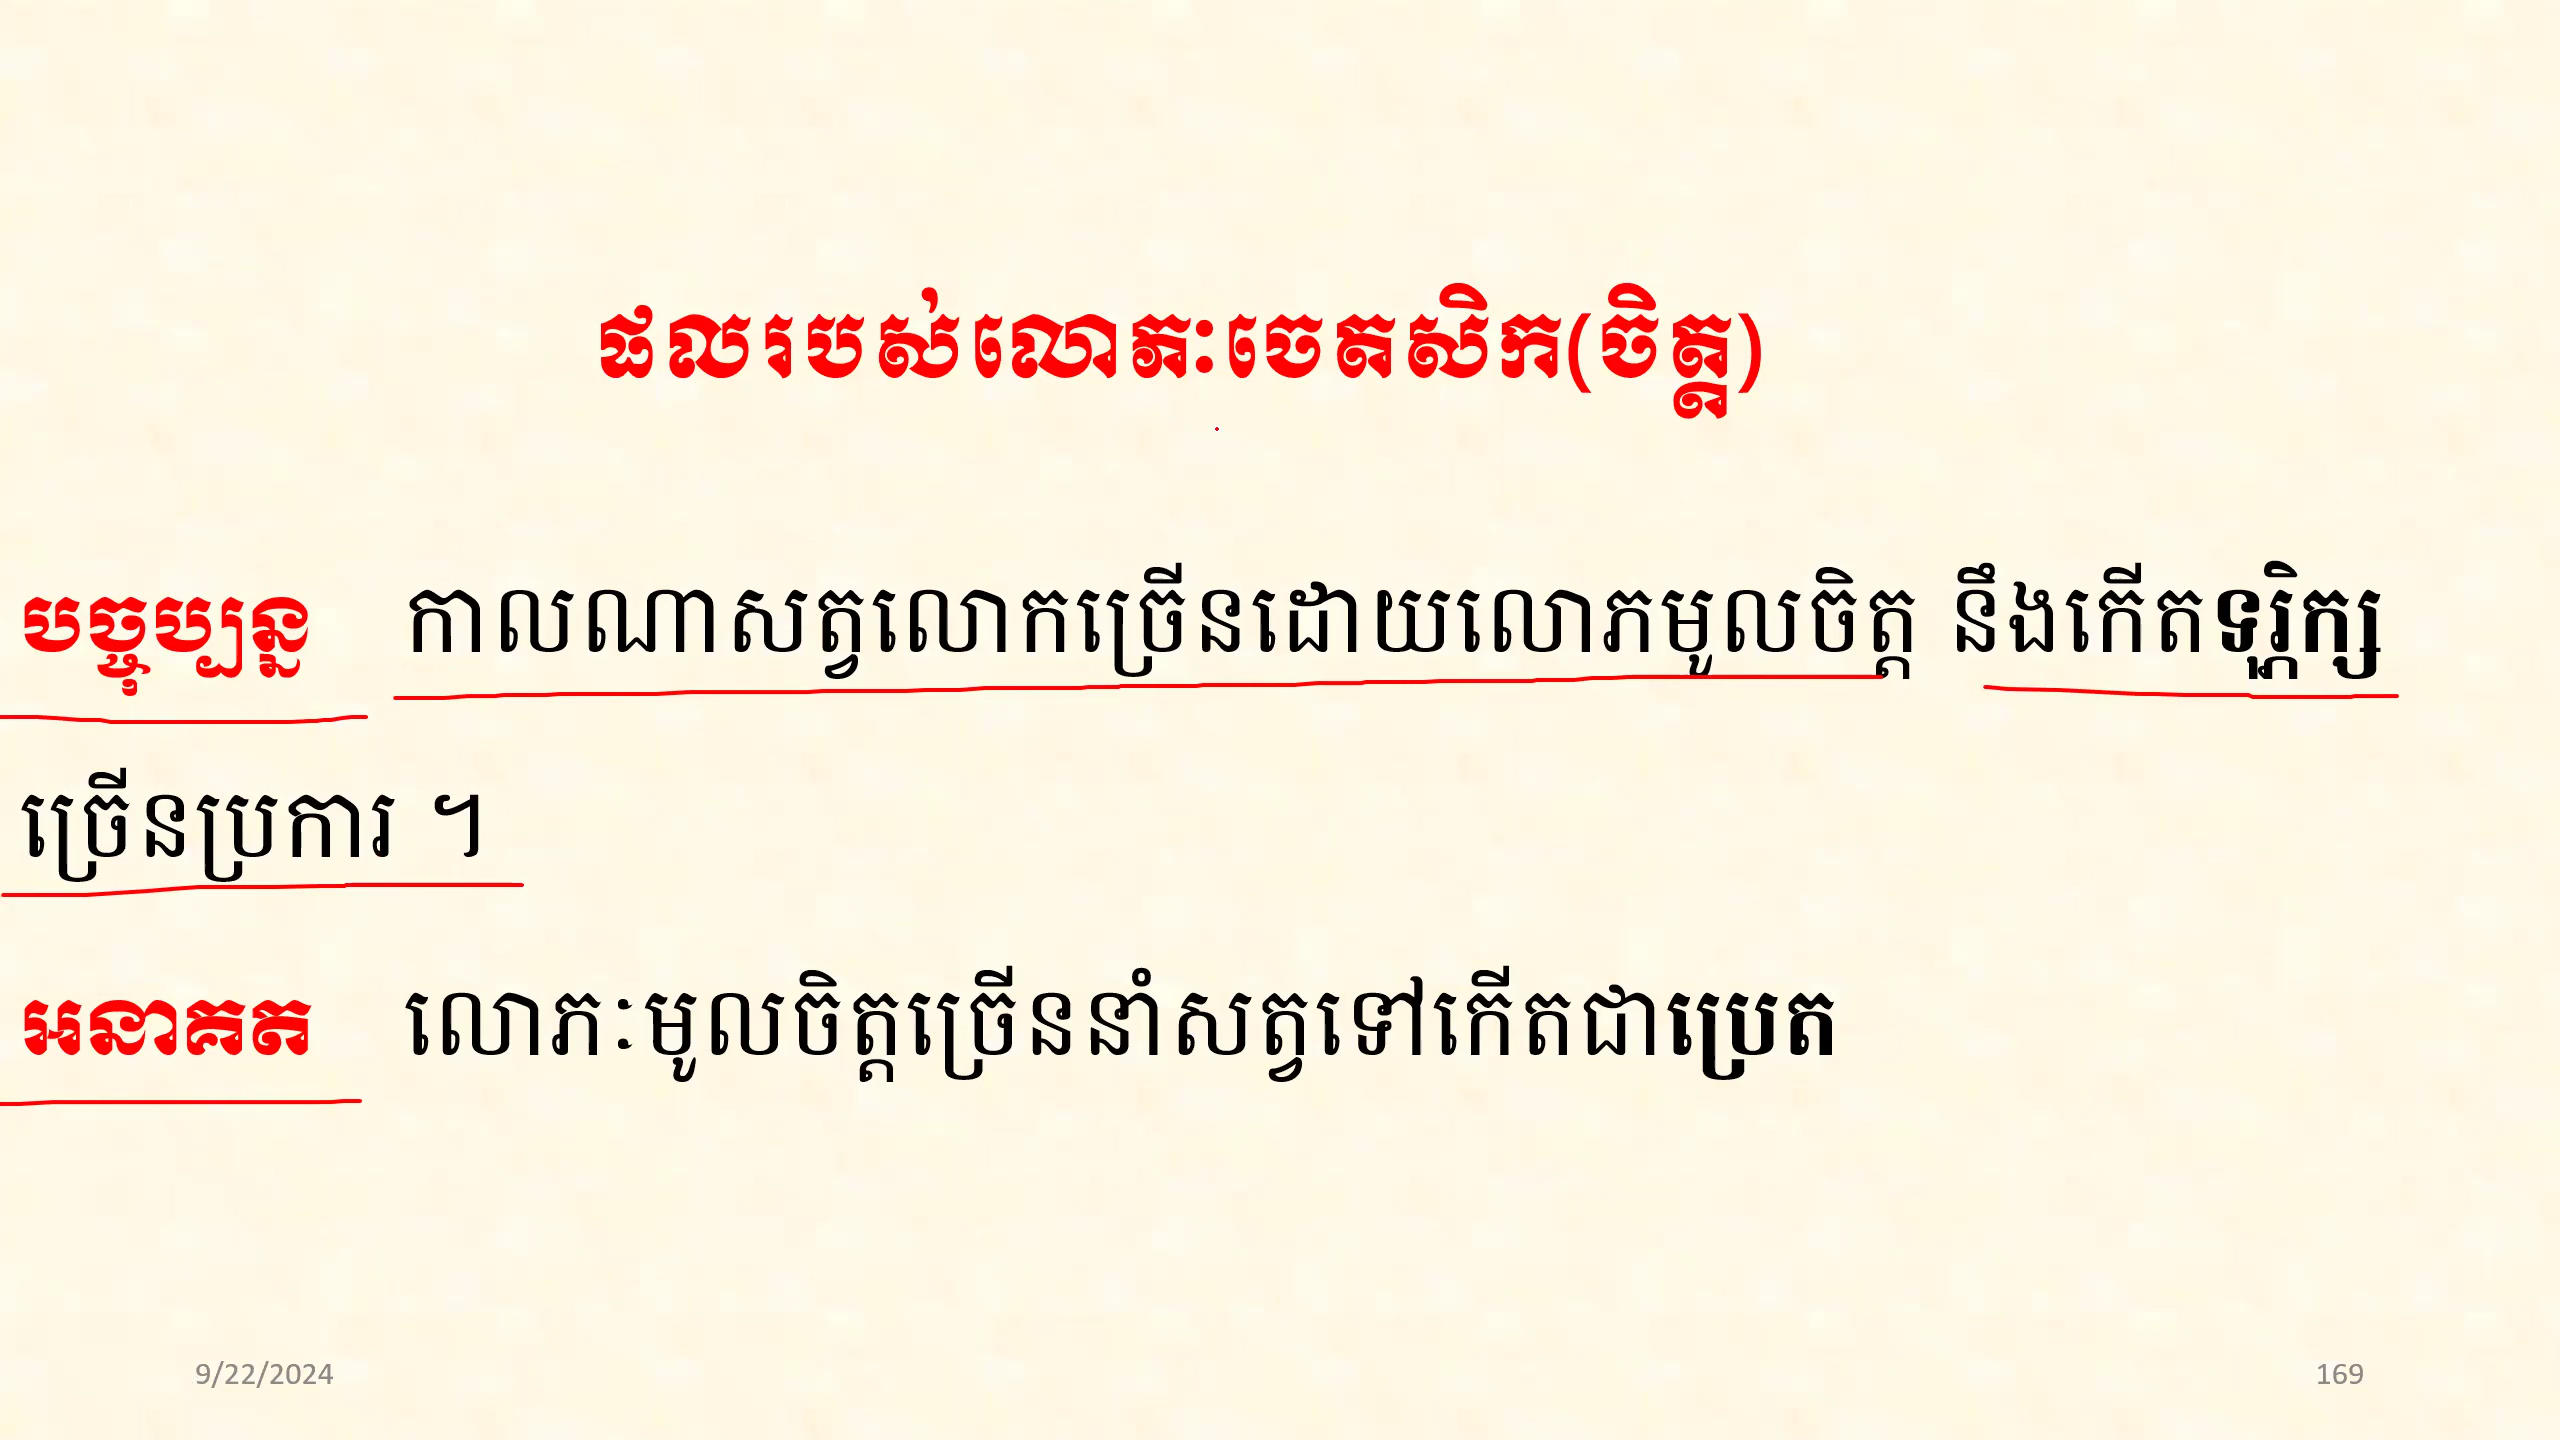 ផលរបស់លោភៈចេតសិក(ចិត្ត)
បច្ចុប្បន្ន កាលណាសត្វលោកច្រើនដោយលោភមូលចិត្ត នឹងកើតទុរ្ភិក្ស
ច្រើនប្រការ ។
អនាគត លោភៈមូលចិត្តច្រើននាំសត្វទៅកើតជាប្រេត
9/22/2024 169